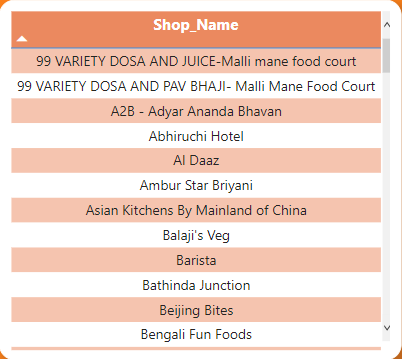 Shop_Name
99 VARIETY DOSA AND JUICE-Malli mane food court
99 VARIETY DOSA AND PAV BHAJI- Malli Mane Food Court
A2B - Adyar Ananda Bhavan
Abhiruchi Hotel
Al Daaz
Ambur Star Briyani
Asian Kitchens By Mainland of China
Balaji's Veg
Barista
Bathinda Junction
Beijing Bites
Bengali Fun Foods